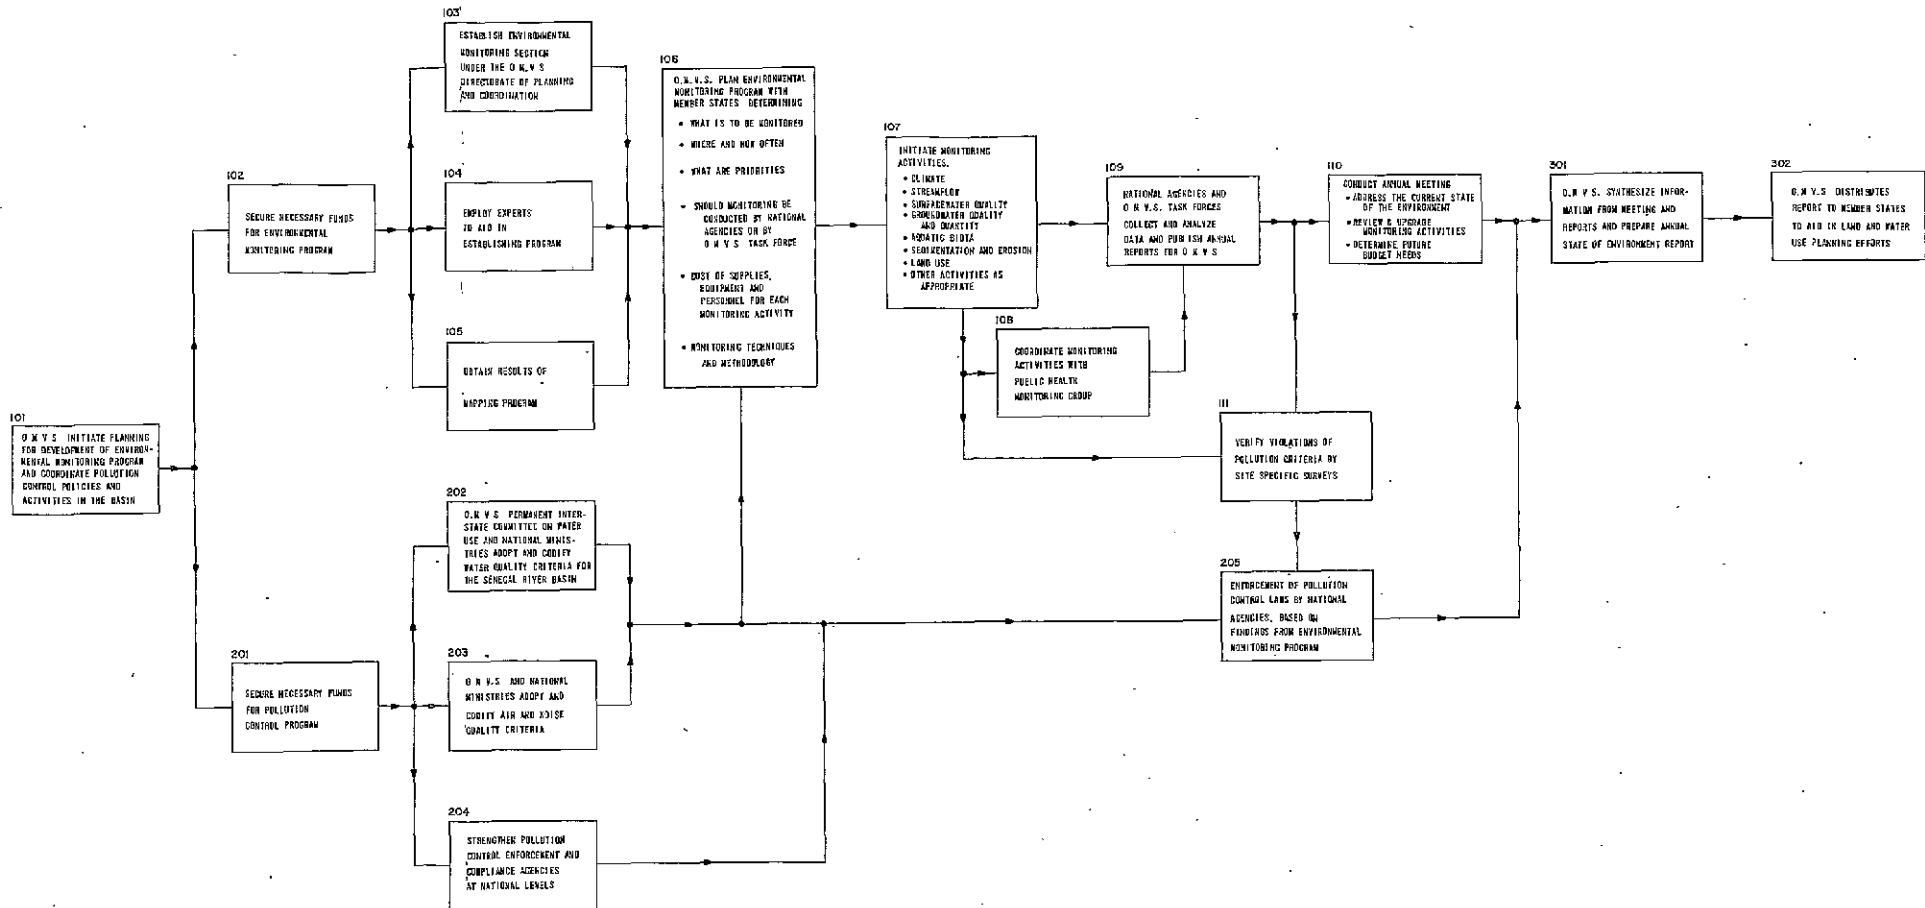 101
O M V S INITIATE PLANNING
FOR DEVELOPMENT OF ENVIRON-
MENTAL MONITORING PROGRAM
AND COORDINATE POLLUTION
CONTROL POLICIES AND
ACTIVITIES IN THE BASIN
102
SECURE NECESSARY FUNDS
FOR ENVIRONMENTAL
MONITORING PROGRAM
103
ESTABLISH ENVIRONMENTAL
MONITORING SECTION
UNDER THE O M.V S
DIRECTORATE OF PLANNING
AND COORDINATION
104
EMPLOY EXPERTS
TO AID IN
ESTABLISHING PROGRAM
105
OBTAIN RESULTS OF
MAPPING PROGRAM
106
O.M.V.S. PLAN ENVIRONMENTAL
MONITORING PROGRAM WITH
MEMBER STATES DETERMINING
• WHAT IS TO BE MONITORED
• WHERE AND HOW OFTEN
• WHAT ARE PRIORITIES
• SHOULD MONITORING BE
CONDUCTED BY NATIONAL
AGENCIES OR BY
O M V S TASK FORCE
• COST OF SUPPLIES,
EQUIPMENT AND
PERSONNEL FOR EACH
MONITORING ACTIVITY
• MONITORING TECHNIQUES
AND METHODOLOGY
107
INITIATE MONITORING
ACTIVITIES.
• CLIMATE
• STREAMFLOW
• SURFACEWATER QUALITY
• GROUNDWATER QUALITY
AND QUANTITY
• AQUATIC BIOTA
• SEDIMENTATION AND EROSION
• LAND USE
• OTHER ACTIVITIES AS
APPROPRIATE
108
COORDINATE MONITORING
ACTIVITIES WITH
PUBLIC HEALTH
MONITORING GROUP
109
NATIONAL AGENCIES AND
O M V.S. TASK FORCES
COLLECT AND ANALYZE
DATA AND PUBLISH ANNUAL
REPORTS FOR O M V S
110
CONDUCT ANNUAL MEETING
• ADDRESS THE CURRENT STATE
OF THE ENVIRONMENT
• REVIEW & UPGRADE
MONITORING ACTIVITIES
• DETERMINE FUTURE
BUDGET NEEDS
111
VERIFY VIOLATIONS OF
POLLUTION CRITERIA BY
SITE SPECIFIC SURVEYS
201
SECURE NECESSARY FUNDS
FOR POLLUTION
CONTROL PROGRAM
202
O.M V S PERMANENT INTER-
STATE COMMITTEE ON WATER
USE AND NATIONAL MINIS-
TRIES ADOPT AND CODIFY
WATER QUALITY CRITERIA FOR
THE SENEGAL RIVER BASIN
203
O M V.S AND NATIONAL
MINISTRIES ADOPT AND
CODIFY AIR AND NOISE
QUALITY CRITERIA
204
STRENGTHEN POLLUTION
CONTROL ENFORCEMENT AND
COMPLIANCE AGENCIES
AT NATIONAL LEVELS
205
ENFORCEMENT OF POLLUTION
CONTROL LAWS BY NATIONAL
AGENCIES, BASED ON
FINDINGS FROM ENVIRONMENTAL
MONITORING PROGRAM
301
O.M V S. SYNTHESIZE INFOR-
MATION FROM MEETING AND
REPORTS AND PREPARE ANNUAL
STATE OF ENVIRONMENT REPORT
302
O.M V.S DISTRIBUTES
REPORT TO MEMBER STATES
TO AID IN LAND AND WATER
USE PLANNING EFFORTS